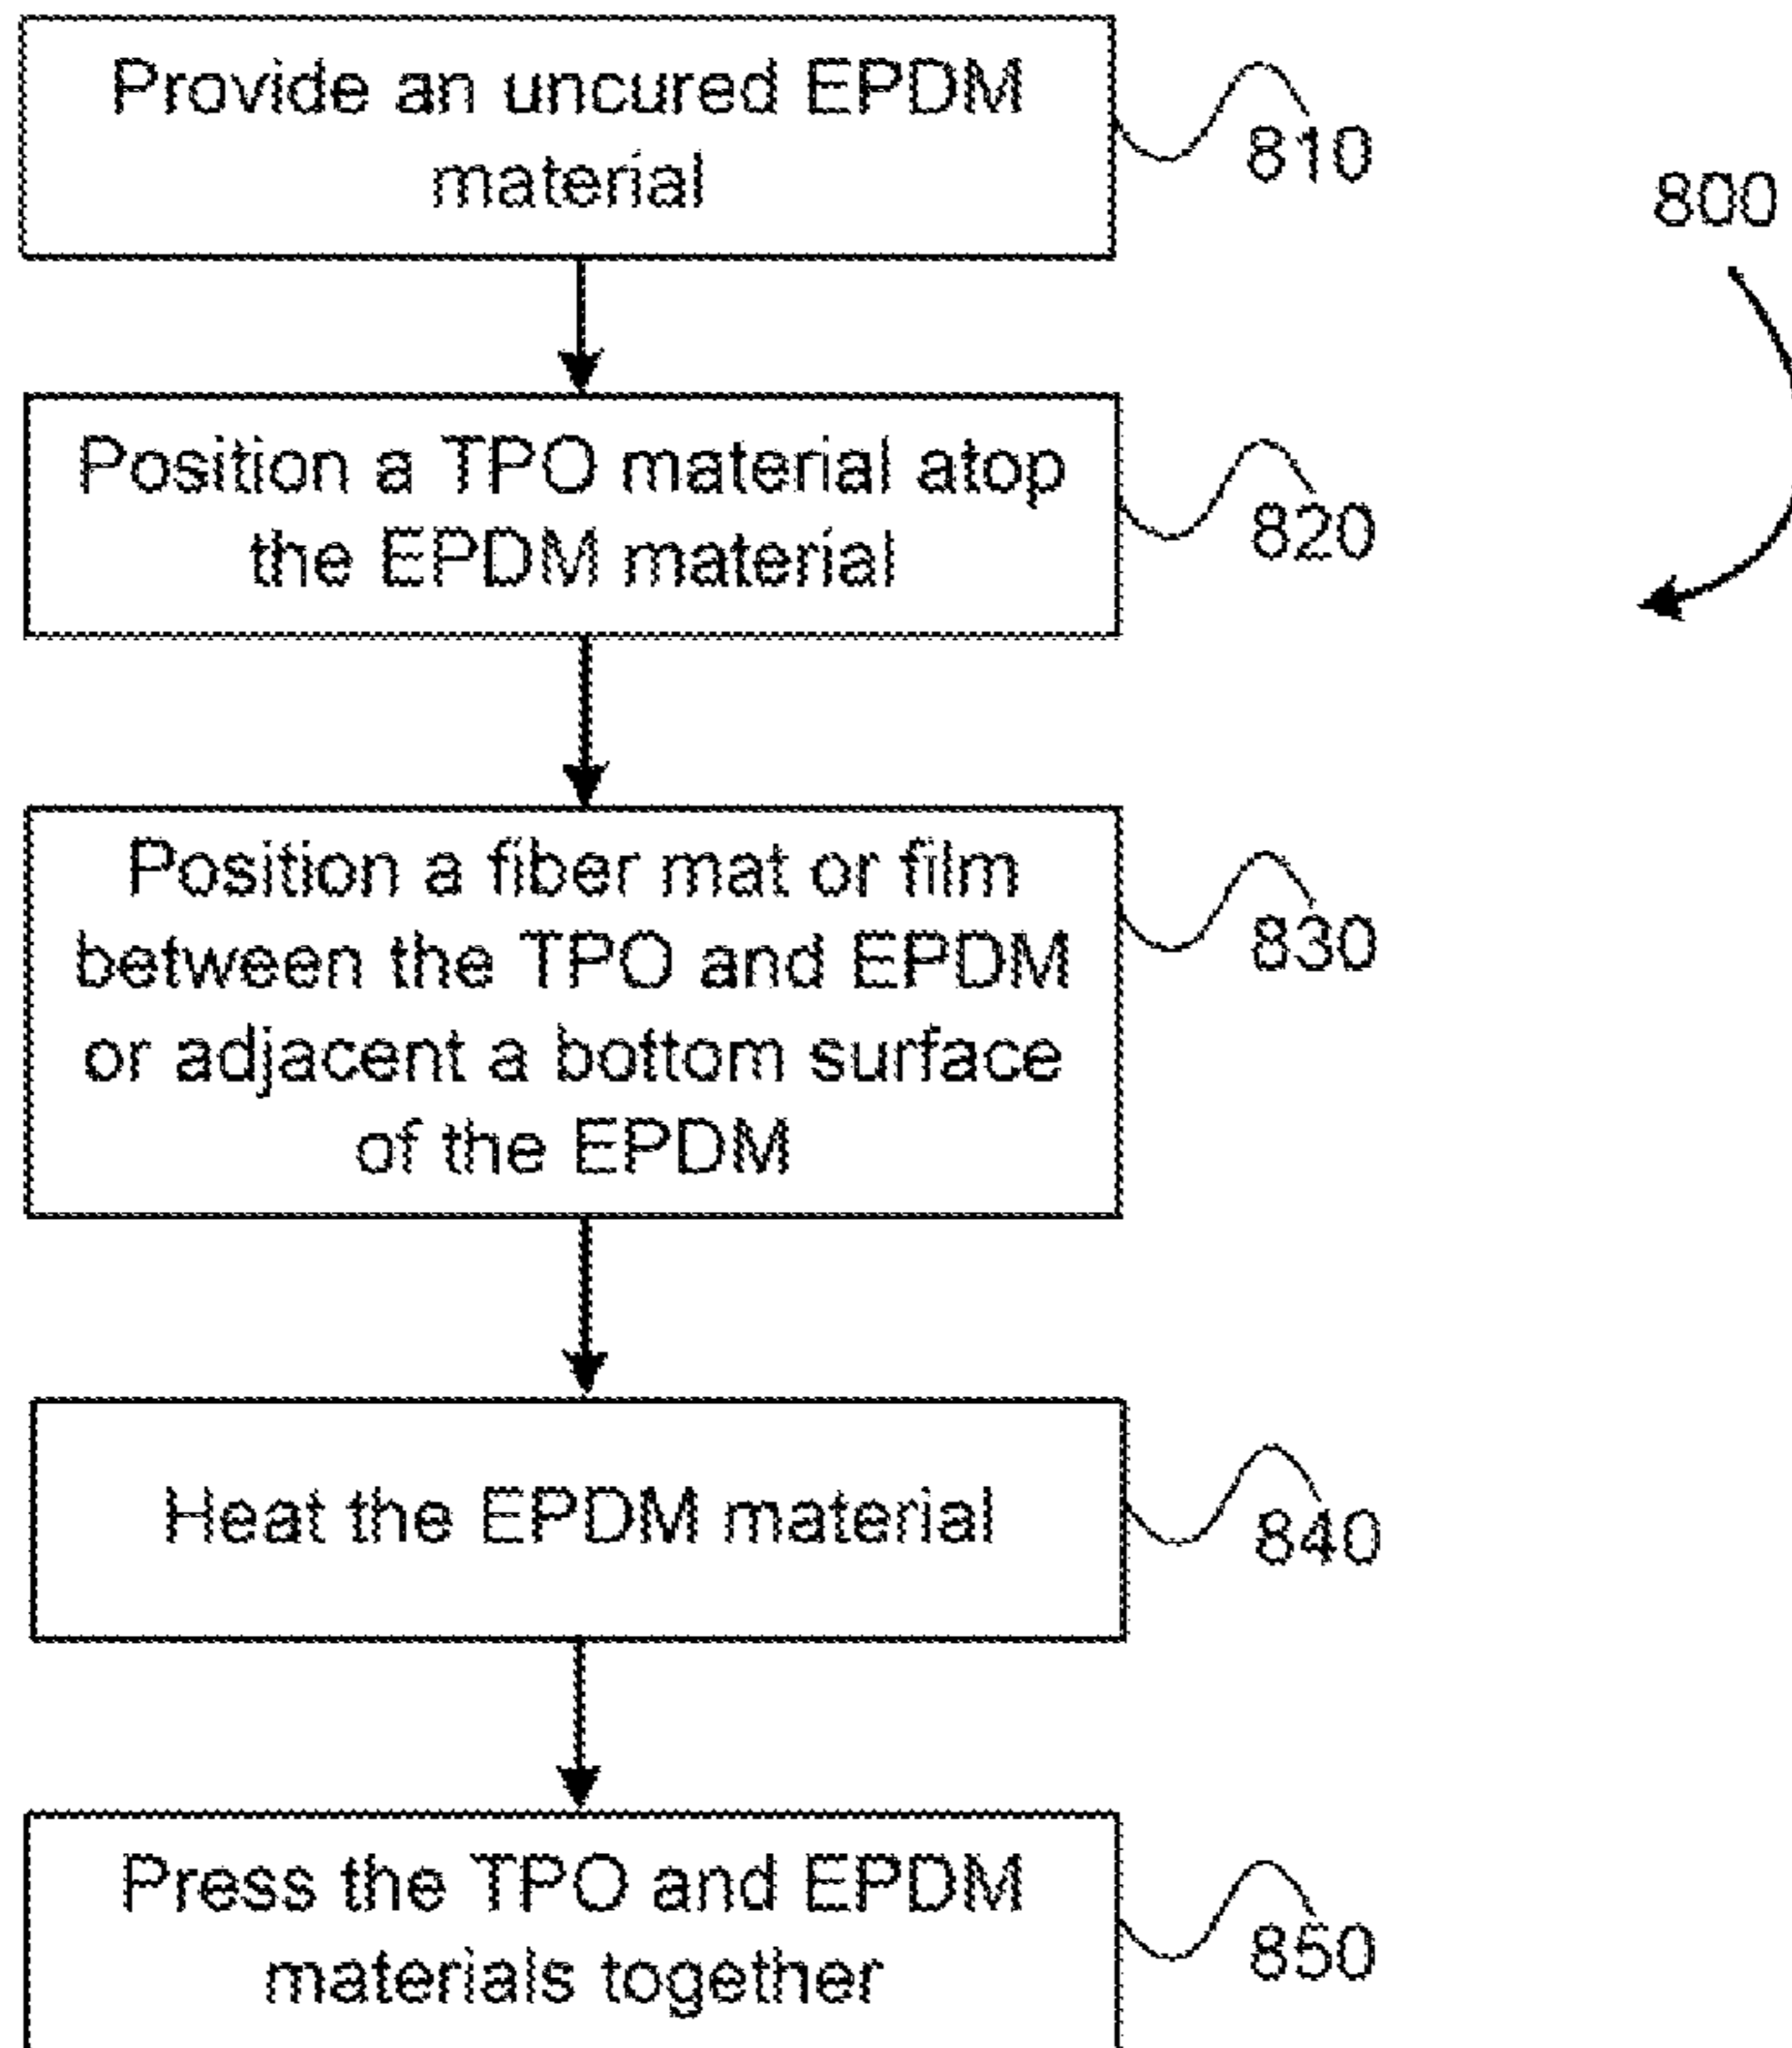 Provide an uncured EPDM
material
810
800
Position a TPO material atop
the EPDM material
820
Position a fiber mat or film
between the TPO and EPDM
or adjacent a bottom surface
of the EPDM
830
Heat the EPDM material
840
Press the TPO and EPDM
materials together
850